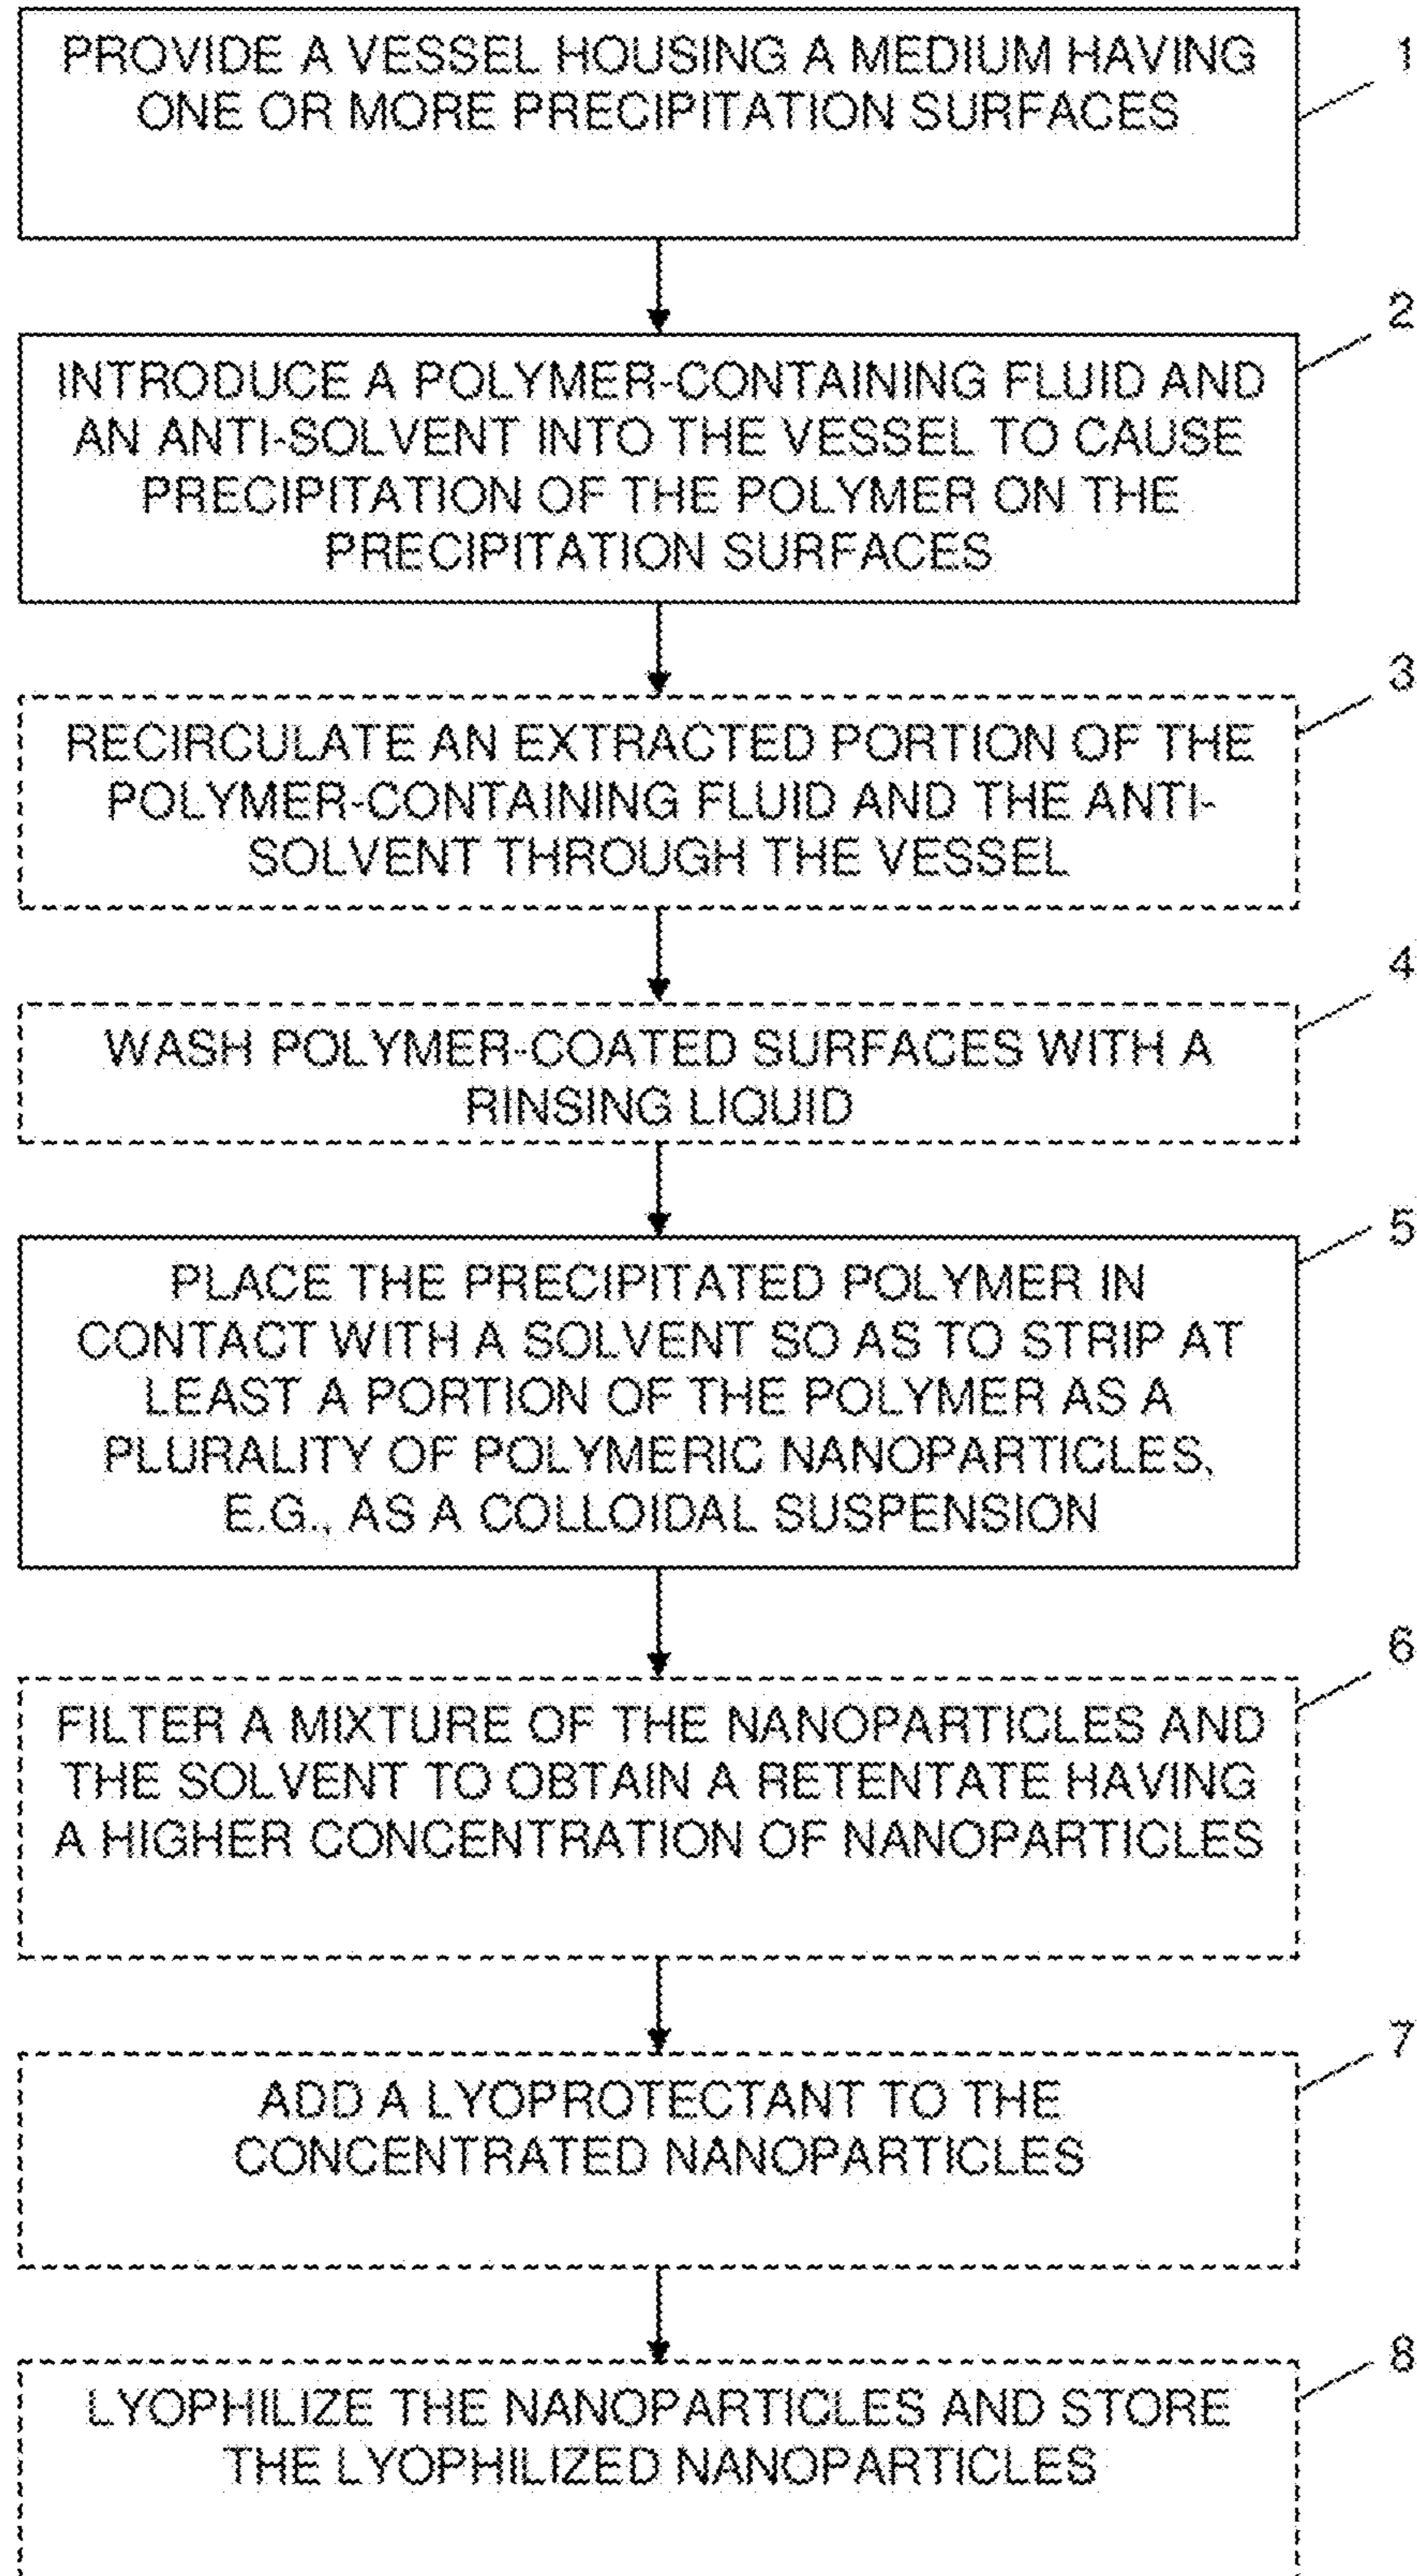 PROVIDE A VESSEL HOUSING A MEDIUM HAVING
ONE OR MORE PRECIPITATION SURFACES
1
INTRODUCE A POLYMER-CONTAINING FLUID AND
AN ANTI-SOLVENT INTO THE VESSEL TO CAUSE
PRECIPITATION OF THE POLYMER ON THE
PRECIPITATION SURFACES
2
RECIRCULATE AN EXTRACTED PORTION OF THE
POLYMER-CONTAINING FLUID AND THE ANTI-
SOLVENT THROUGH THE VESSEL
3
WASH POLYMER-COATED SURFACES WITH A
RINSING LIQUID
4
PLACE THE PRECIPITATED POLYMER IN
CONTACT WITH A SOLVENT SO AS TO STRIP AT
LEAST A PORTION OF THE POLYMER AS A
PLURALITY OF POLYMERIC NANOPARTICLES,
E.G., AS A COLLOIDAL SUSPENSION
5
FILTER A MIXTURE OF THE NANOPARTICLES AND
THE SOLVENT TO OBTAIN A RETENTATE HAVING
A HIGHER CONCENTRATION OF NANOPARTICLES
6
ADD A LYOPROTECTANT TO THE
CONCENTRATED NANOPARTICLES
7
LYOPHILIZE THE NANOPARTICLES AND STORE
THE LYOPHILIZED NANOPARTICLES
8